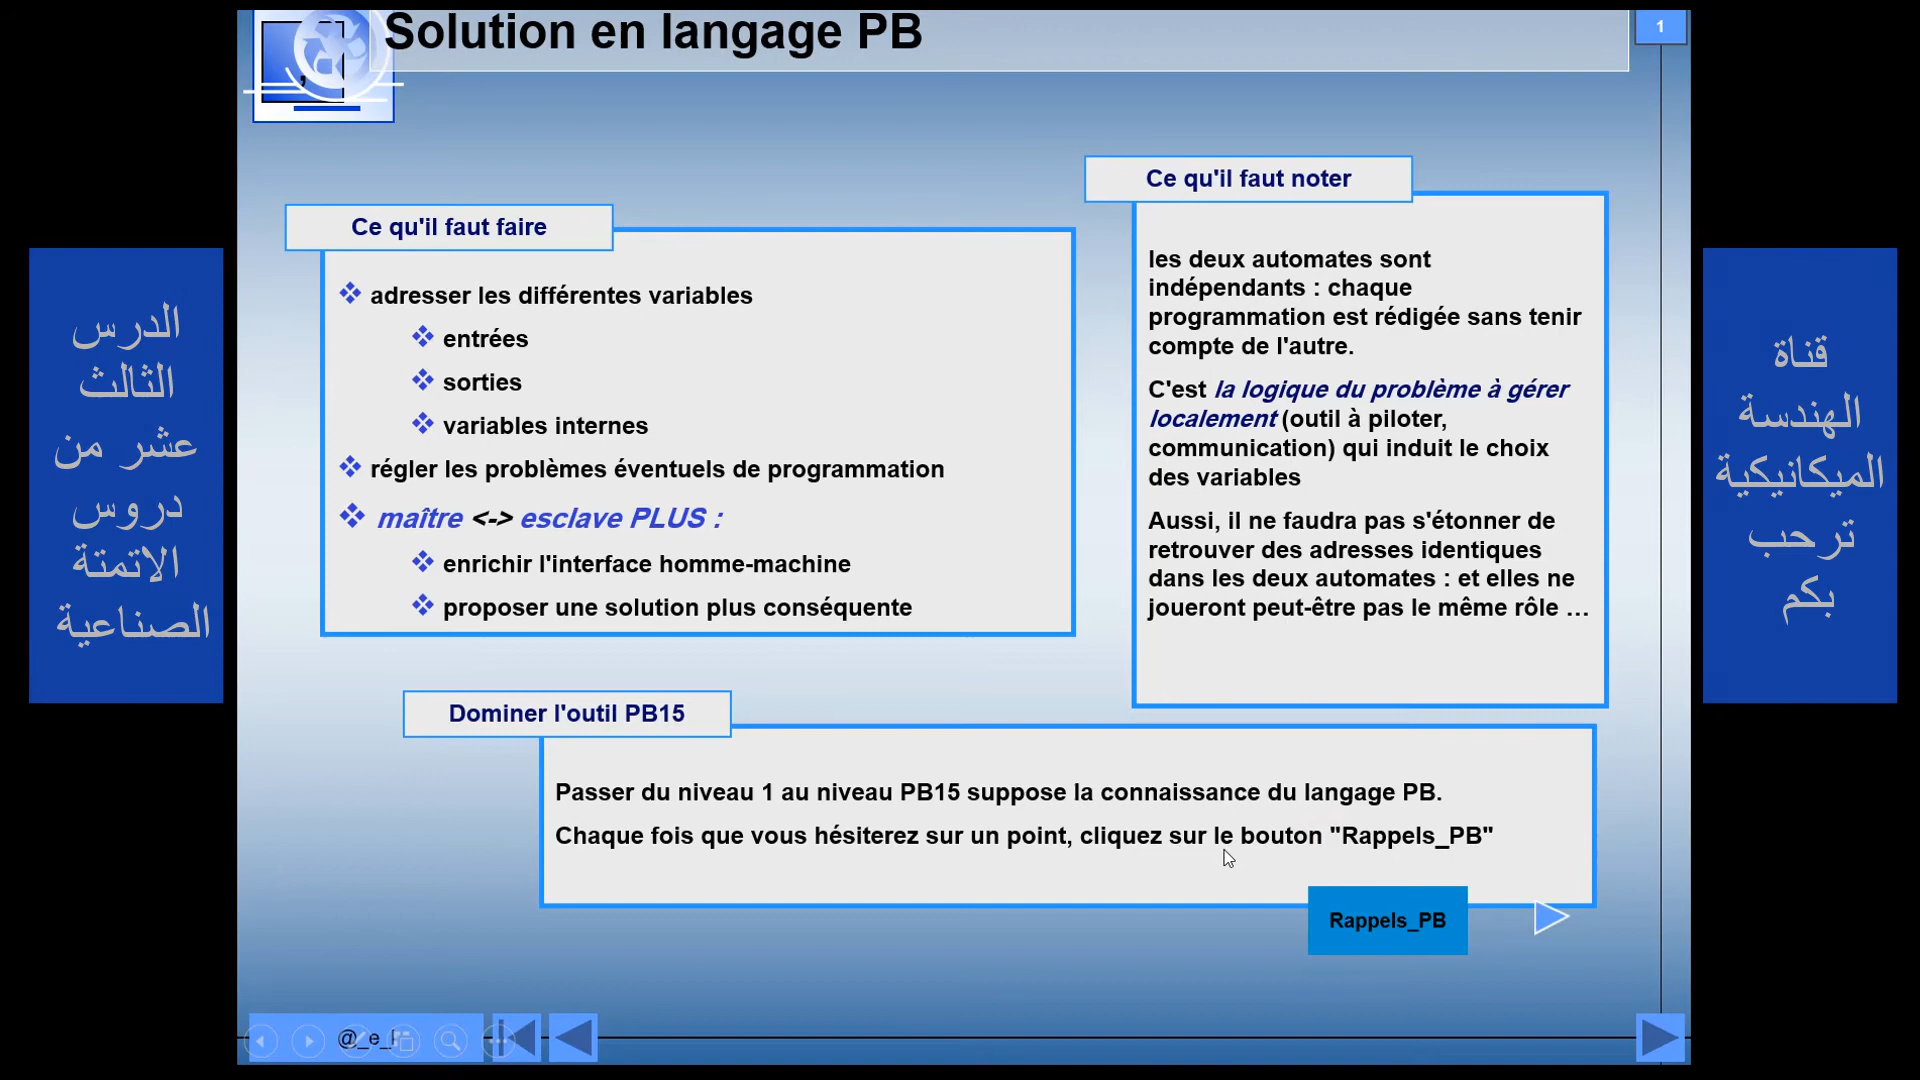 Solution en langage PB
1
Ce qu'il faut faire
adresser les différentes variables
entrées
sorties
variables internes
régler les problèmes éventuels de programmation
maître <-> esclave PLUS :
enrichir l'interface homme-machine
proposer une solution plus conséquente
Ce qu'il faut noter
les deux automates sont
indépendants : chaque
programmation est rédigée sans tenir
compte de l'autre.
C'est la logique du problème à gérer
localement (outil à piloter,
communication) qui induit le choix
des variables
Aussi, il ne faudra pas s'étonner de
retrouver des adresses identiques
dans les deux automates : et elles ne
joueront peut-être pas le même rôle ...
Dominer l'outil PB15
Passer du niveau 1 au niveau PB15 suppose la connaissance du langage PB.
Chaque fois que vous hésiterez sur un point, cliquez sur le bouton "Rappels_PB"
Rappels_PB
الدرس
الثالث
عشر من
دروس
الاتمتة
الصناعية
قناة
الهندسة
الميكانيكية
ترحب
بكم